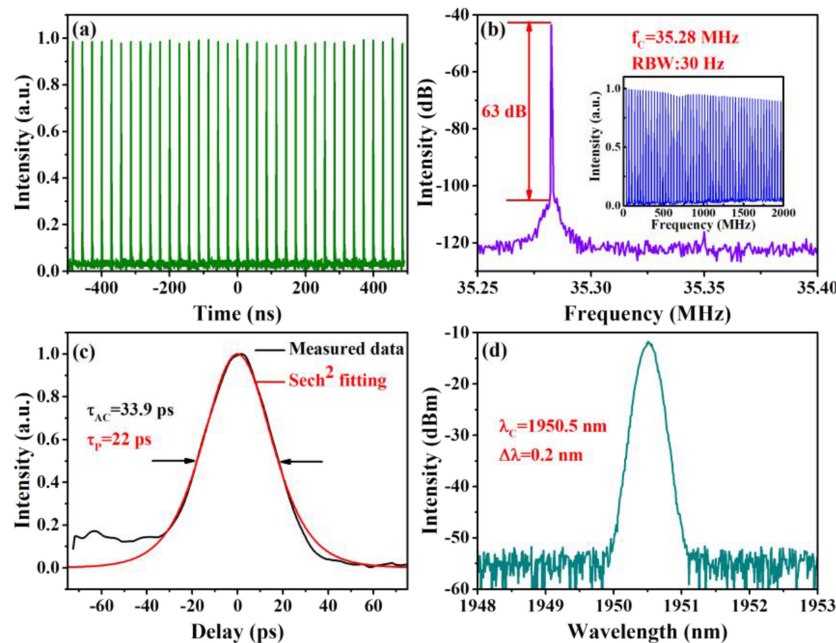 (a)
Intensity (a.u.)
1.0
0.8
0.6
0.4
0.2
0.0
-400
-200
0
200
400
Time (ns)
(b)
Intensity (dB)
-40
-60
-80
-100
-120
63 dB
f_C=35.28 MHz
RBW:30 Hz
Intensity (a.u.)
1.0
0.5
0.0
0
500
1000
1500
2000
Frequency (MHz)
35.25
35.30
35.35
35.40
Frequency (MHz)
(c)
Intensity (a.u.)
1.0
0.8
0.6
0.4
0.2
0.0
Measured data
Sech² fitting
τ_AC=33.9 ps
τ_P=22 ps
-60
-40
-20
0
20
40
60
Delay (ps)
(d)
Intensity (dBm)
-10
-20
-30
-40
-50
-60
λ_C=1950.5 nm
Δλ=0.2 nm
1948
1949
1950
1951
1952
1953
Wavelength (nm)